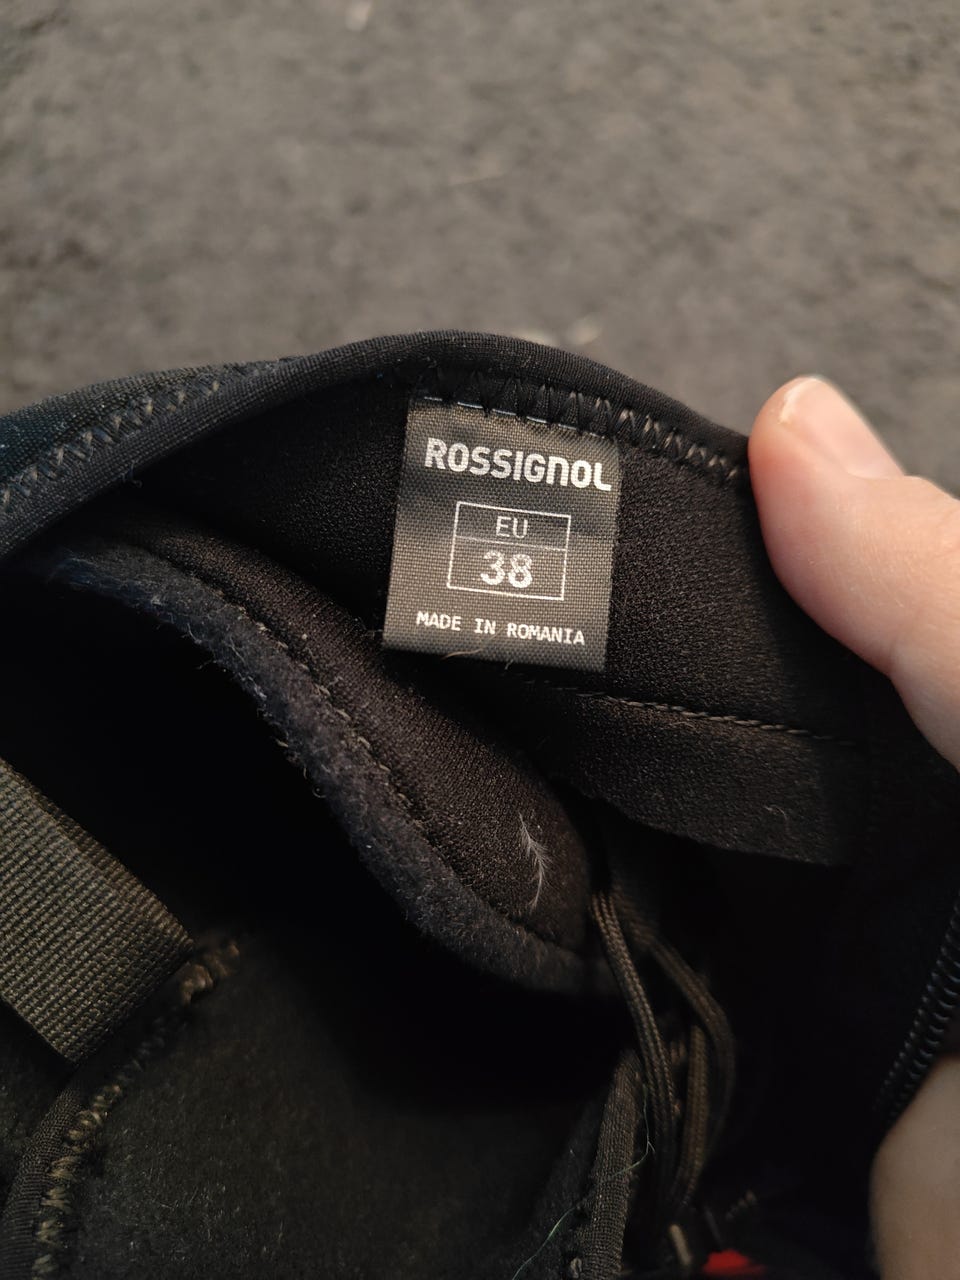 ROSSIGNOL
EU
38
MADE IN ROMANIA